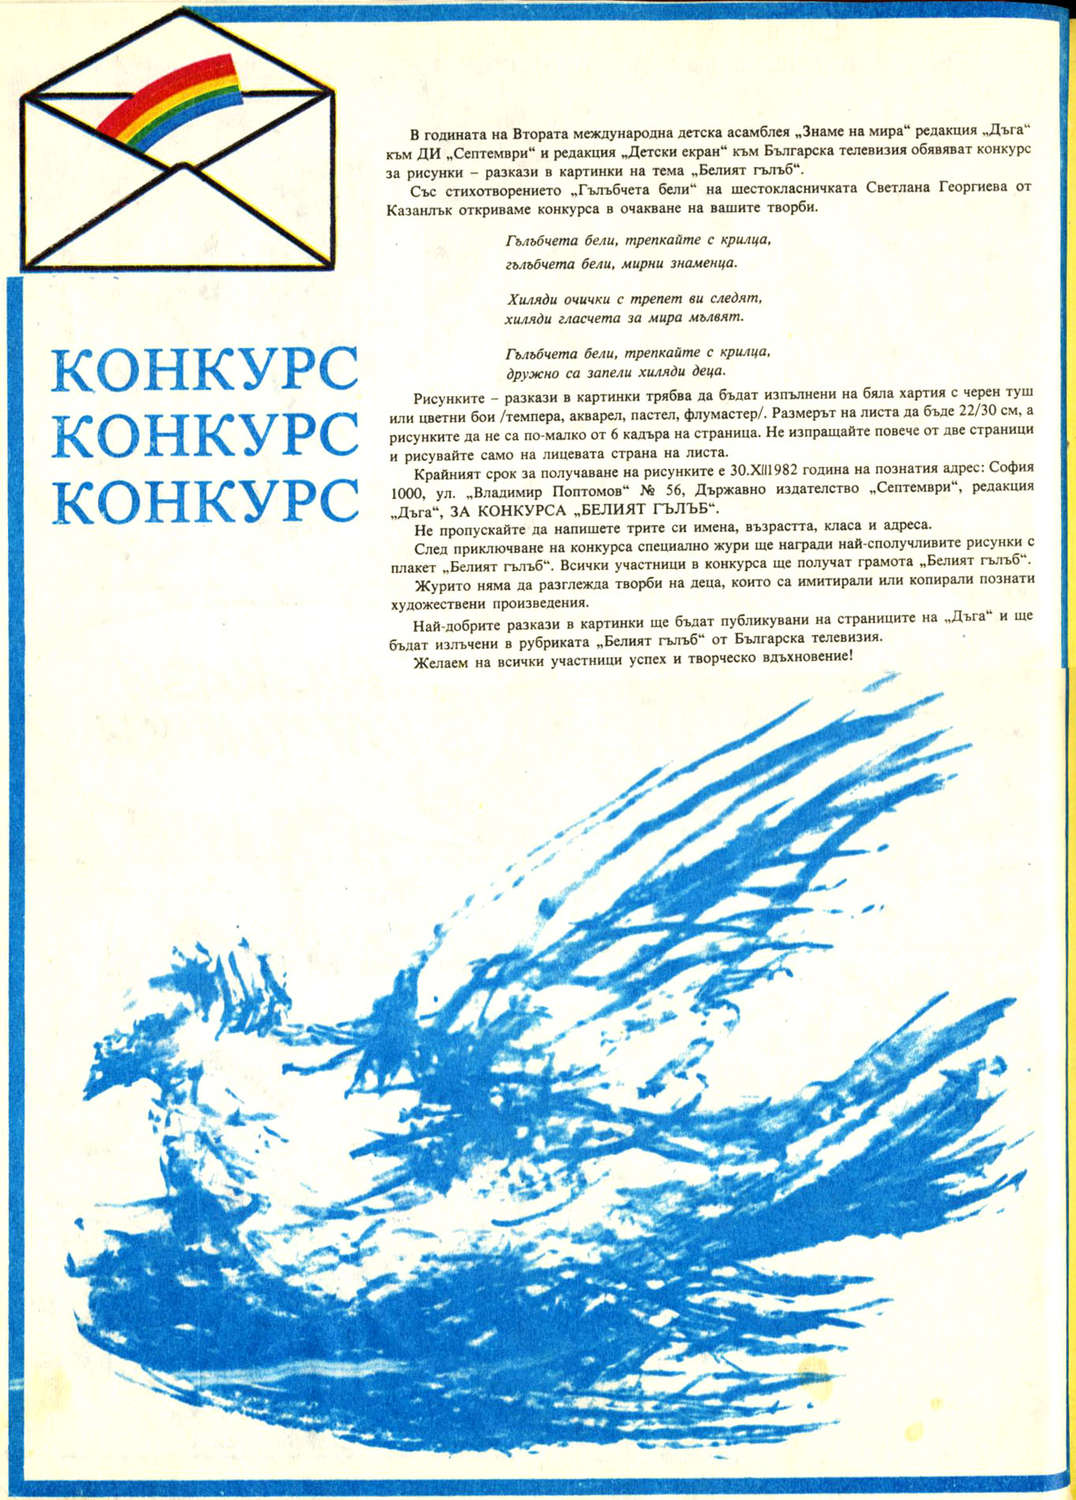 КОНКУРС
КОНКУРС
КОНКУРС
В годината на Втората международна детска асамблея „Знаме на мира“ редакция „Дъга“
към ДИ „Септември“ и редакция „Детски екран“ към Българска телевизия обявяват конкурс
за рисунки – разкази в картинки на тема „Белият гълъб“.
Със стихотворението „Гълъбчета бели“ на шестокласничката Светлана Георгиева от
Казанлък откриваме конкурса в очакване на вашите творби.
Гълъбчета бели, трепкайте с крилца,
гълъбчета бели, мирни знаменца.
Хиляди очички с трепет ви следят,
хиляди гласчета за мира мълвят.
Гълъбчета бели, трепкайте с крилца,
дружно са запели хиляди деца.
Рисунките – разкази в картинки трябва да бъдат изпълнени на бяла хартия с черен туш
или цветни бои /темпера, акварел, пастел, флумастер/. Размерът на листа да бъде 22/30 см, а
рисунките да не са по-малко от 6 кадъра на страница. Не изпращайте повече от две страници
и рисувайте само на лицевата страна на листа.
Крайният срок за получаване на рисунките е 30.XII1982 година на познатия адрес: София
1000, ул. „Владимир Поптомов“ № 56, Държавно издателство „Септември“, редакция
„Дъга“, ЗА КОНКУРСА „БЕЛИЯТ ГЪЛЪБ“.
Не пропускайте да напишете трите си имена, възрастта, класа и адреса.
След приключване на конкурса специално жури ще награди най-сполучливите рисунки с
плакет „Белият гълъб“. Всички участници в конкурса ще получат грамота „Белият гълъб“.
Журито няма да разглежда творби на деца, които са имитирали или копирали познати
художествени произведения.
Най-добрите разкази в картинки ще бъдат публикувани на страниците на „Дъга“ и ще
бъдат излъчени в рубриката „Белият гълъб“ от Българска телевизия.
Желаем на всички участници успех и творческо вдъхновение!